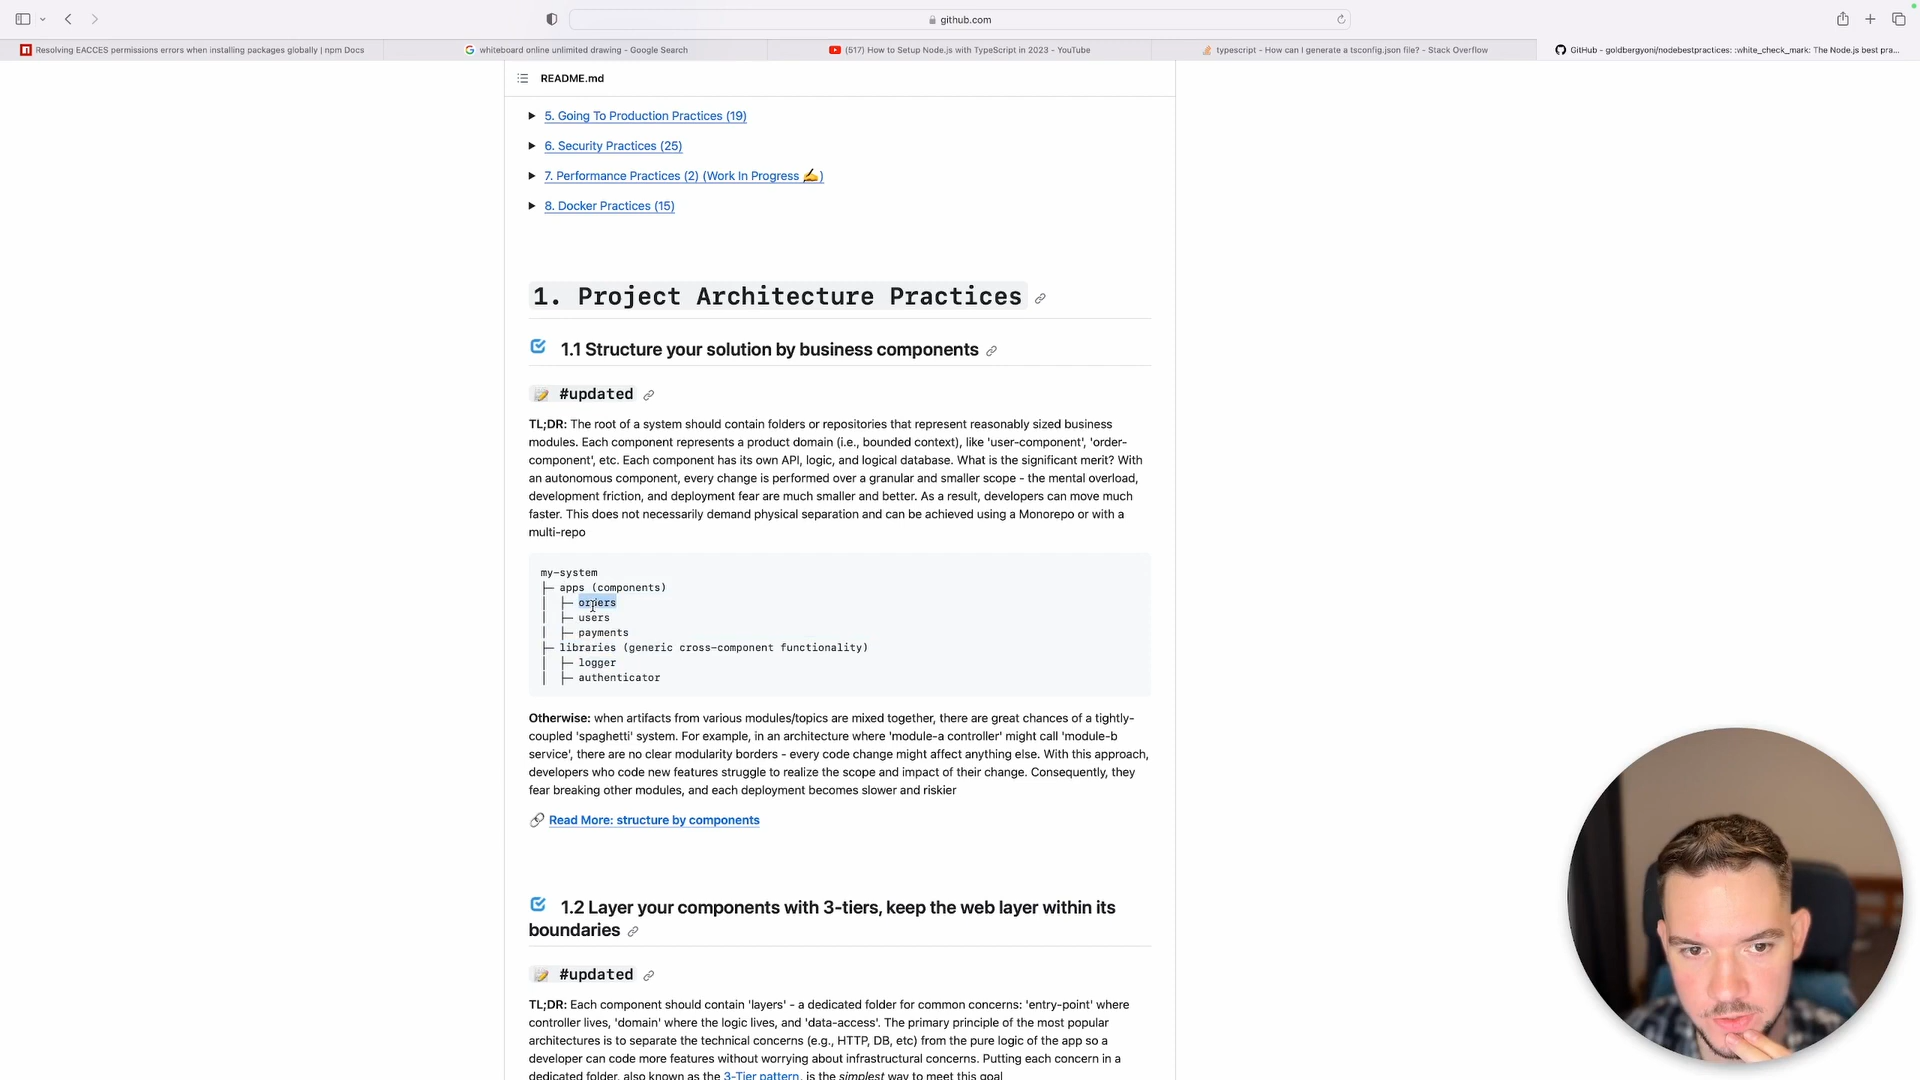 github.com
Resolving EACCES permissions errors when installing packages globally | npm Docs
whiteboard online unlimited drawing - Google Search
(517) How to Setup Node.js with TypeScript in 2023 - YouTube
typescript - How can I generate a tsconfig.json file? - Stack Overflow
GitHub - goldbergyoni/nodebestpractices: :white_check_mark: The Node.js best pra...
README.md
5. Going To Production Practices (19)
6. Security Practices (25)
7. Performance Practices (2) (Work In Progress ✍️)
8. Docker Practices (15)
1. Project Architecture Practices
1.1 Structure your solution by business components
📝 #updated
TL;DR: The root of a system should contain folders or repositories that represent reasonably sized business
modules. Each component represents a product domain (i.e., bounded context), like 'user-component', 'order-
component', etc. Each component has its own API, logic, and logical database. What is the significant merit? With
an autonomous component, every change is performed over a granular and smaller scope - the mental overload,
development friction, and deployment fear are much smaller and better. As a result, developers can move much
faster. This does not necessarily demand physical separation and can be achieved using a Monorepo or with a
multi-repo
my-system
├─ apps (components)
│  ├─ orders
│  ├─ users
│  ├─ payments
├─ libraries (generic cross-component functionality)
│  ├─ logger
│  ├─ authenticator
Otherwise: when artifacts from various modules/topics are mixed together, there are great chances of a tightly-
coupled 'spaghetti' system. For example, in an architecture where 'module-a controller' might call 'module-b
service', there are no clear modularity borders - every code change might affect anything else. With this approach,
developers who code new features struggle to realize the scope and impact of their change. Consequently, they
fear breaking other modules, and each deployment becomes slower and riskier
🔗 Read More: structure by components
1.2 Layer your components with 3-tiers, keep the web layer within its
boundaries
📝 #updated
TL;DR: Each component should contain 'layers' - a dedicated folder for common concerns: 'entry-point' where
controller lives, 'domain' where the logic lives, and 'data-access'. The primary principle of the most popular
architectures is to separate the technical concerns (e.g., HTTP, DB, etc) from the pure logic of the app so a
developer can code more features without worrying about infrastructural concerns. Putting each concern in a
dedicated folder, also known as the 3-Tier pattern, is the simplest way to meet this goal